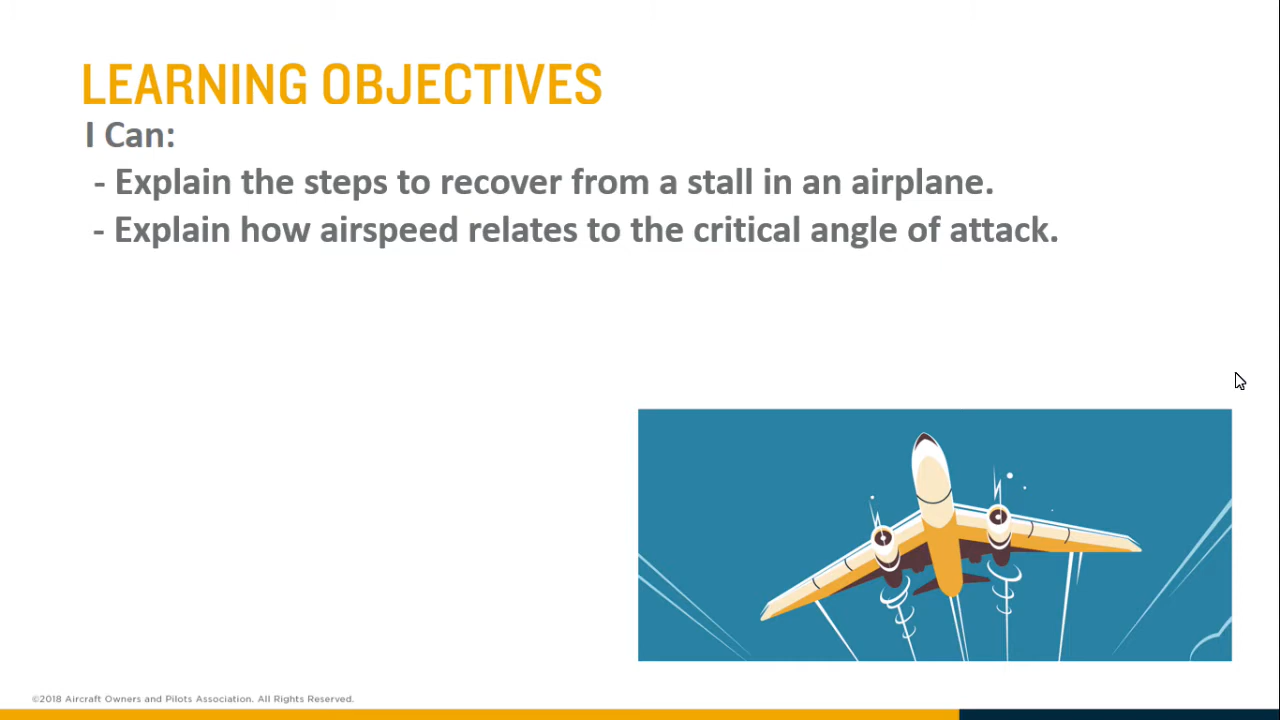 LEARNING OBJECTIVES
I Can:
- Explain the steps to recover from a stall in an airplane.
- Explain how airspeed relates to the critical angle of attack.
©2018 Aircraft Owners and Pilots Association. All Rights Reserved.